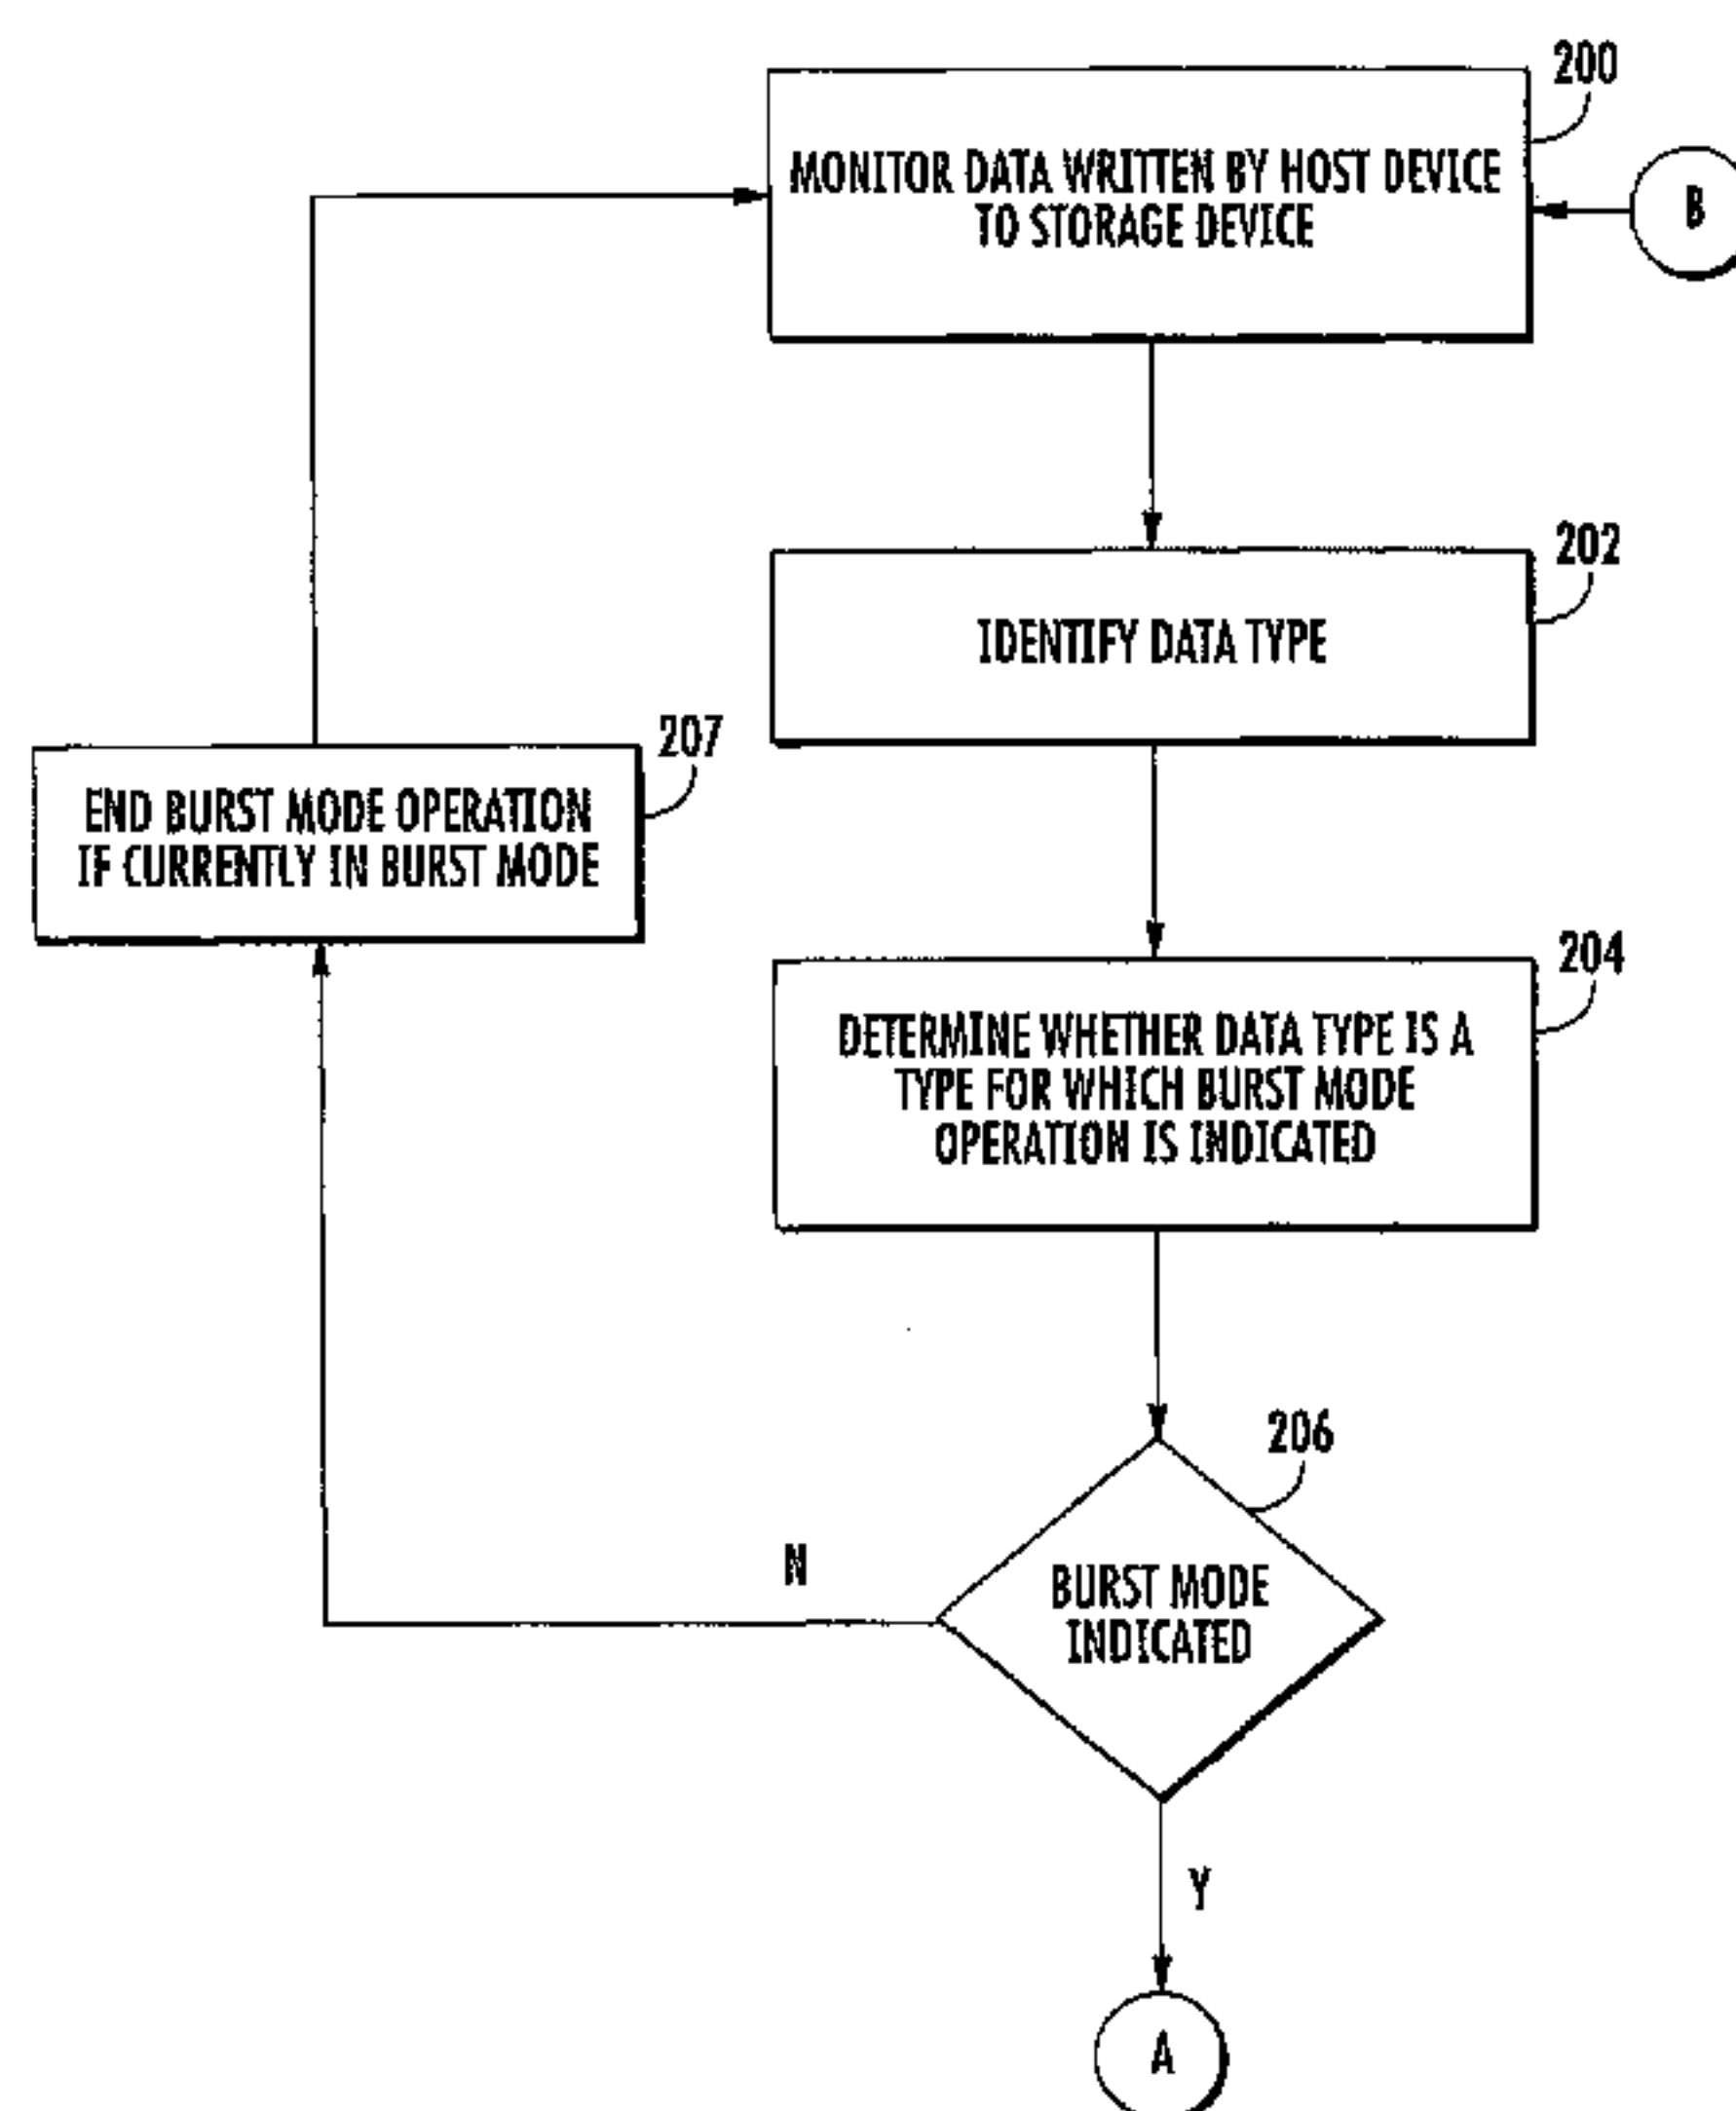 200
MONITOR DATA WRITTEN BY HOST DEVICE
TO STORAGE DEVICE
B
202
IDENTIFY DATA TYPE
207
END BURST MODE OPERATION
IF CURRENTLY IN BURST MODE
204
DETERMINE WHETHER DATA TYPE IS A
TYPE FOR WHICH BURST MODE
OPERATION IS INDICATED
206
BURST MODE
INDICATED
N
Y
A